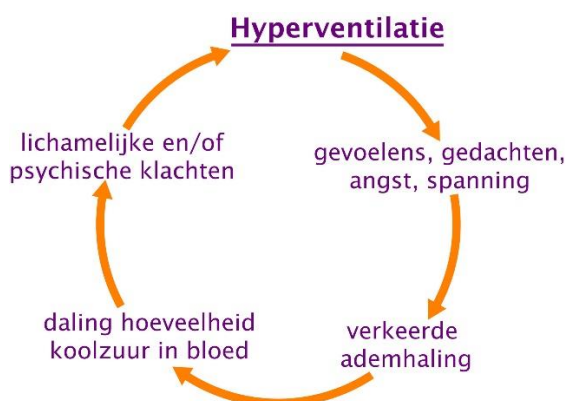 Hyperventilatie
gevoelens, gedachten,
angst, spanning
verkeerde
ademhaling
daling hoeveelheid
koolzuur in bloed
lichamelijke en/of
psychische klachten